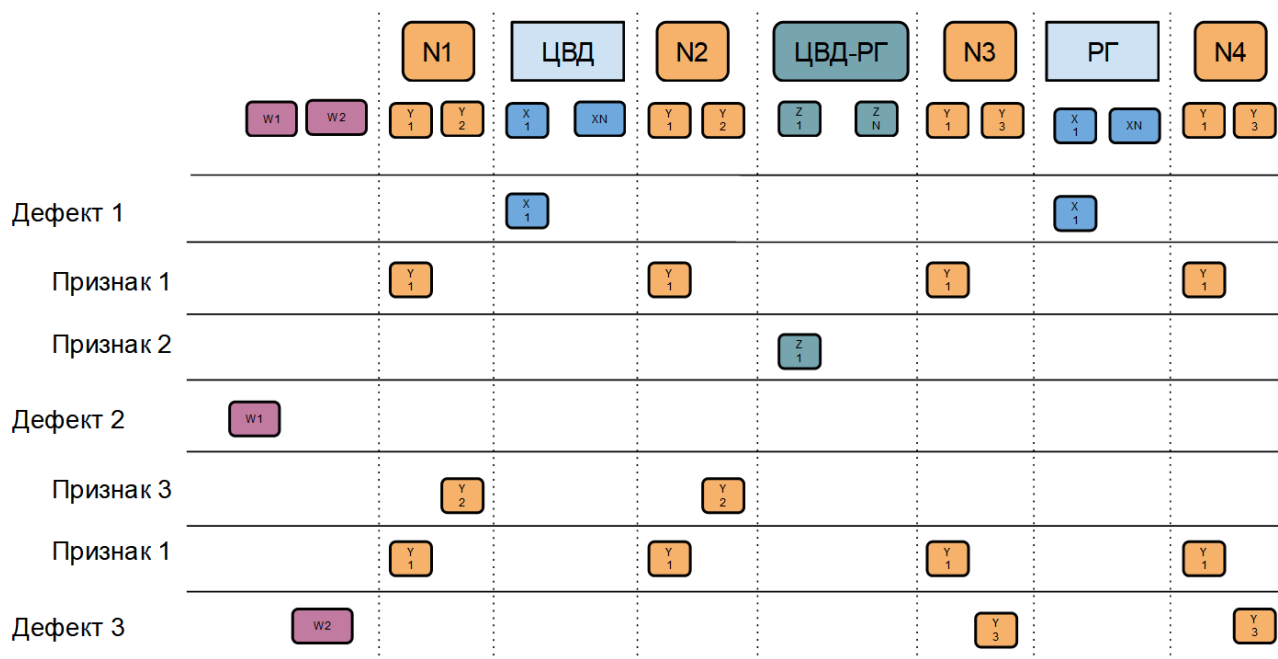 N1 ЦВД N2 ЦВД-РГ N3 РГ N4
W1 W2 Y 1 Y 2 X 1 XN Y 1 Y 2 Z 1 Z N Y 1 Y 3 X 1 XN Y 1 Y 3
Дефект 1 X 1 X 1
Признак 1 Y 1 Y 1 Y 1 Y 1
Признак 2 Z 1
Дефект 2 W1
Признак 3 Y 2 Y 2
Признак 1 Y 1 Y 1 Y 1 Y 1
Дефект 3 W2 Y 3 Y 3